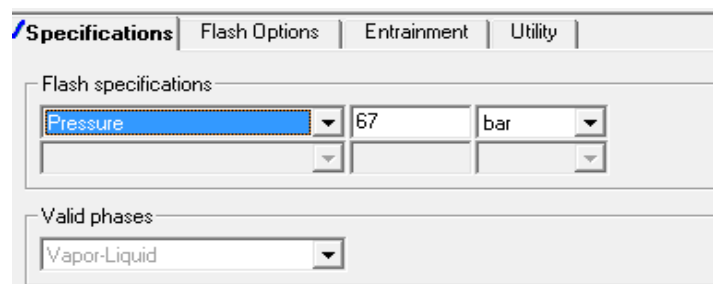 Specifications Flash Options Entrainment Utility
Flash specifications
Pressure 67 bar
Valid phases
Vapor-Liquid